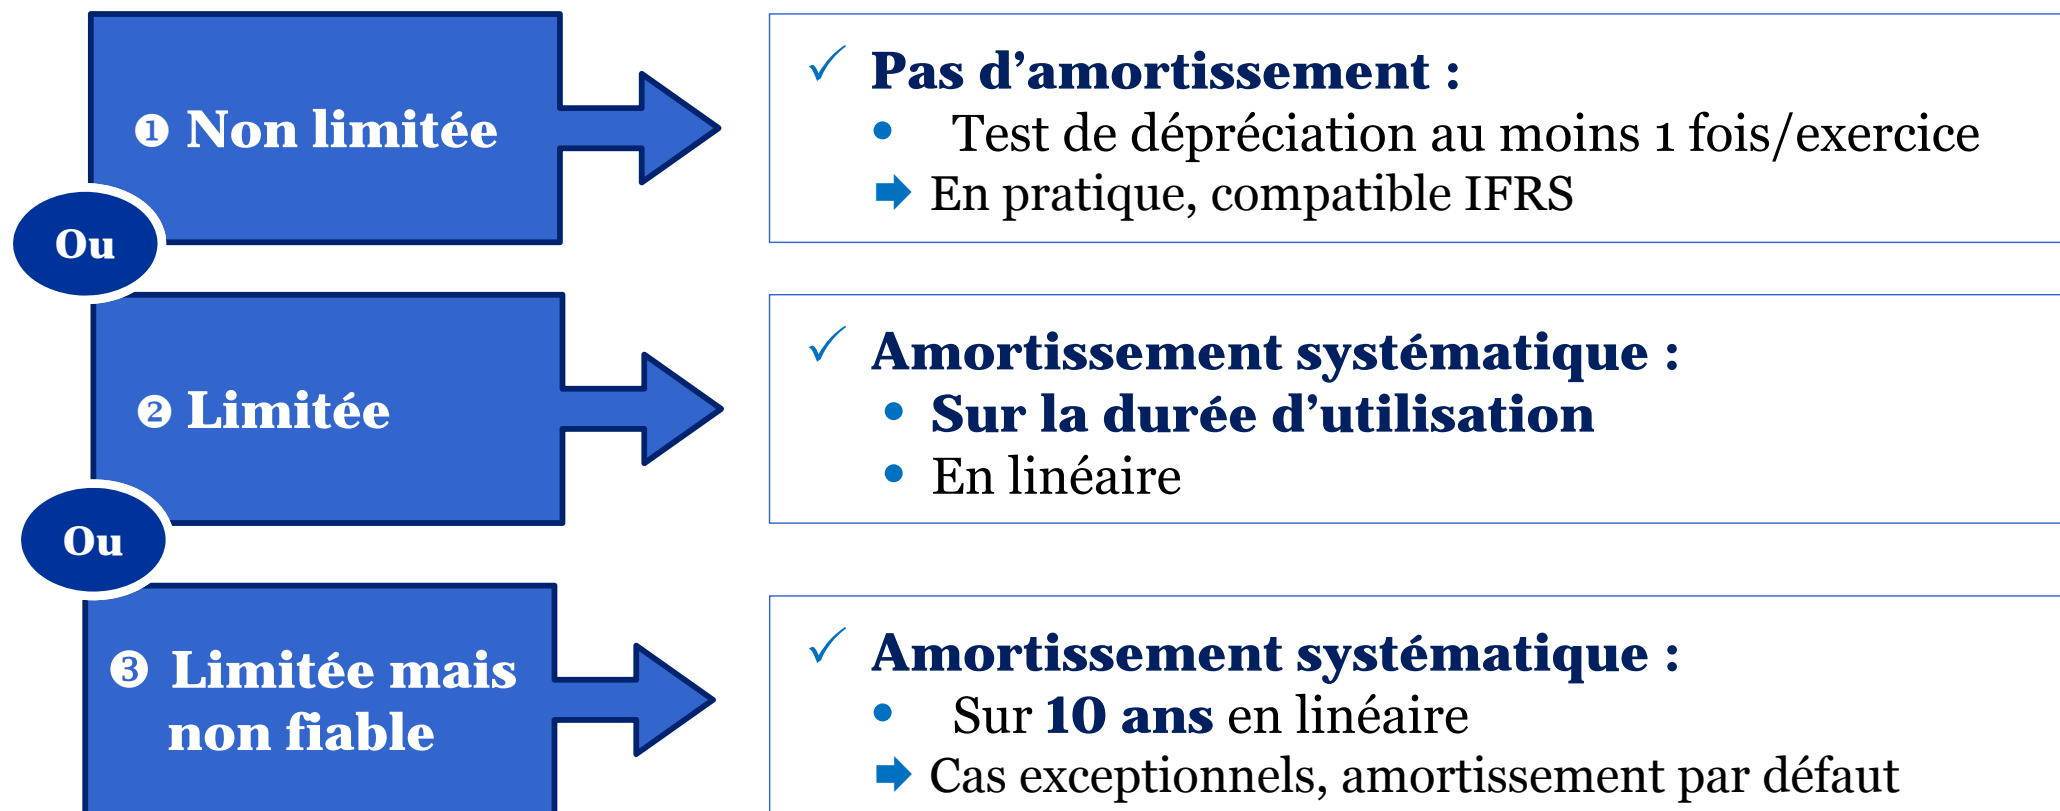 ❶ Non limitée
✓ Pas d’amortissement :
• Test de dépréciation au moins 1 fois/exercice
➡ En pratique, compatible IFRS
Ou
❷ Limitée
✓ Amortissement systématique :
• Sur la durée d’utilisation
• En linéaire
Ou
❸ Limitée mais
non fiable
✓ Amortissement systématique :
• Sur 10 ans en linéaire
➡ Cas exceptionnels, amortissement par défaut